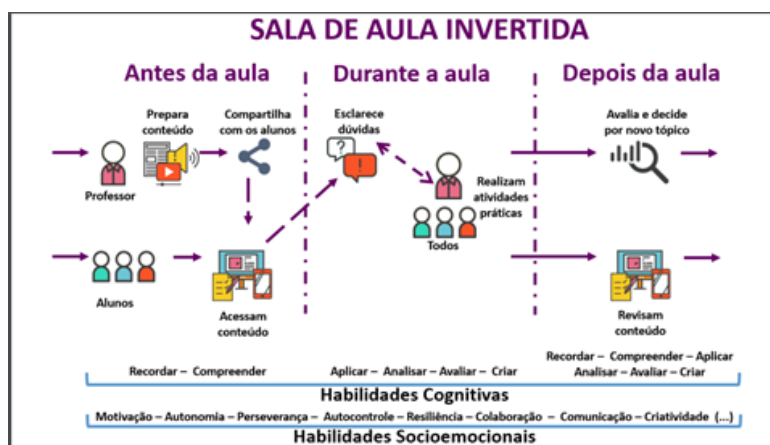 SALA DE AULA INVERTIDA
Antes da aula
Durante a aula
Depois da aula
Prepara
conteúdo
Compartilha
com os alunos
Esclarece
dúvidas
Avalia e decide
por novo tópico
Professor
Realizam
atividades
práticas
Todos
Alunos
Acessam
conteúdo
Revisam
conteúdo
Recordar – Compreender
Aplicar – Analisar – Avaliar – Criar
Recordar – Compreender – Aplicar
Analisar – Avaliar – Criar
Habilidades Cognitivas
Motivação – Autonomia – Perseverança – Autocontrole – Resiliência – Colaboração – Comunicação – Criatividade (...)
Habilidades Socioemocionais